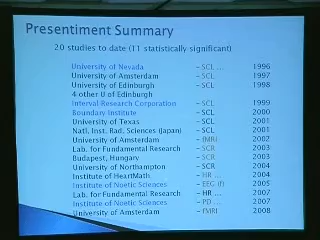 Presentiment Summary
20 studies to date (11 statistically significant)
University of Nevada – SCL ... 1996
University of Amsterdam – SCL 1997
University of Edinburgh – SCL 1998
4 other U of Edinburgh
Interval Research Corporation – SCL 1999
Boundary Institute – SCL 2000
University of Texas – SCL 2001
Natl. Inst. Rad. Sciences (Japan) – SCL 2001
University of Amsterdam – fMRI 2002
Lab. for Fundamental Research – SCR 2003
Budapest, Hungary – SCR 2003
University of Northampton – SCR 2004
Institute of HeartMath – HR ... 2004
Institute of Noetic Sciences – EEG (f) 2005
Lab. for Fundamental Research – HR ... 2007
Institute of Noetic Sciences – PD ... 2007
University of Amsterdam – fMRI 2008